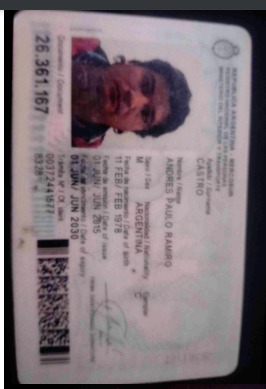 REPUBLICA ARGENTINA - MERCOSUR
REGISTRO NACIONAL DE LAS PERSONAS
MINISTERIO DEL INTERIOR Y TRANSPORTE
Apellido / Surname
CASTRO
Nombre / Name
ANDRES PAULO RAMIRO
Sexo / Sex Nacionalidad / Nationality Ejemplar
M ARGENTINA C
Fecha de nacimiento / Date of birth
11 FEB/ FEB 1978
Fecha de emisión / Date of issue
01 JUN/ JUN 2015
Fecha de vencimiento / Date of expiry
01 JUN/ JUN 2030
Documento / Document
26.361.167
Trámite Nº / Of. ident.